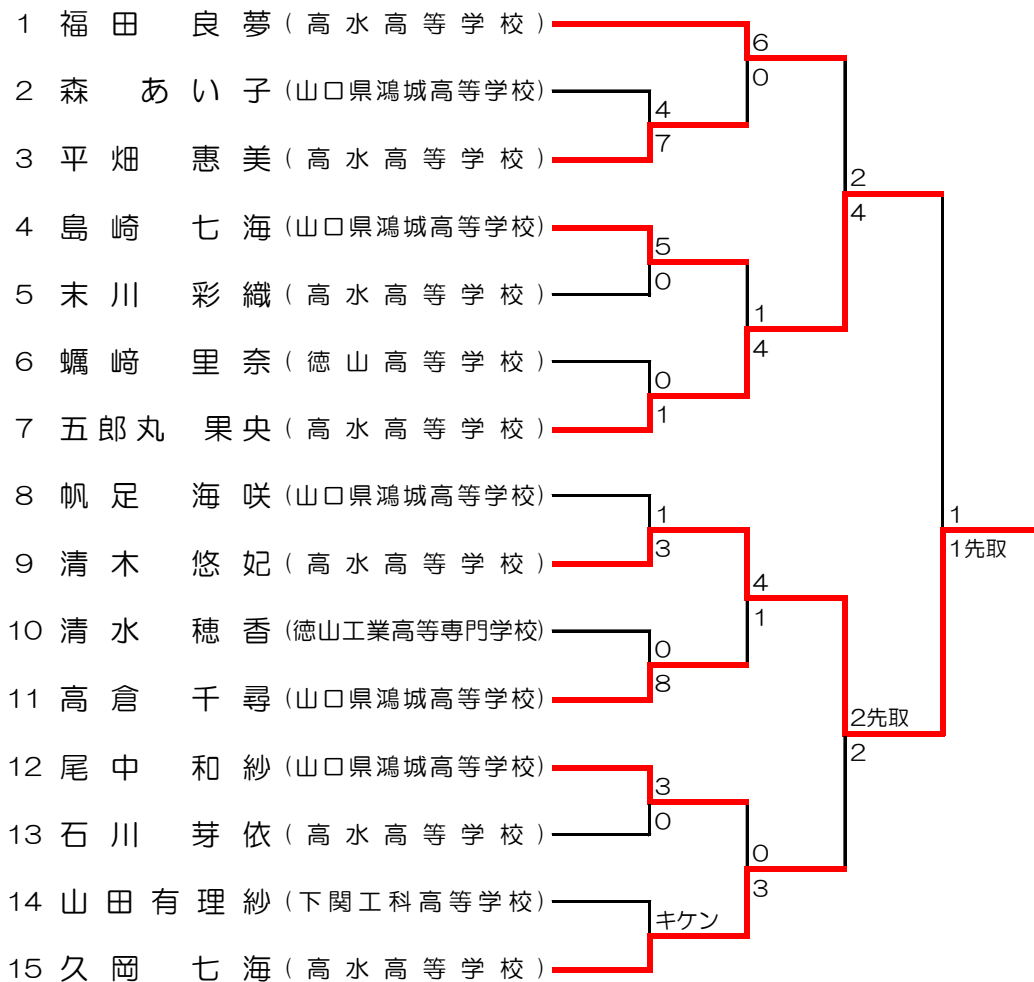 1 福田 良夢 (高水高等学校)
6
2 森 あい子 (山口県鴻城高等学校)
0
4
3 平畑 惠美 (高水高等学校)
7
2
4 島崎 七海 (山口県鴻城高等学校)
4
5
5 末川 彩織 (高水高等学校)
0
1
6 蠣﨑 里奈 (徳山高等学校)
4
0
7 五郎丸 果央 (高水高等学校)
1
8 帆足 海咲 (山口県鴻城高等学校)
1
1
9 清木 悠妃 (高水高等学校)
3
1先取
4
10 清水 穂香 (徳山工業高等専門学校)
1
0
11 高倉 千尋 (山口県鴻城高等学校)
8
2先取
12 尾中 和紗 (山口県鴻城高等学校)
2
3
13 石川 芽依 (高水高等学校)
0
0
14 山田有理紗 (下関工科高等学校)
3
キケン
15 久岡 七海 (高水高等学校)